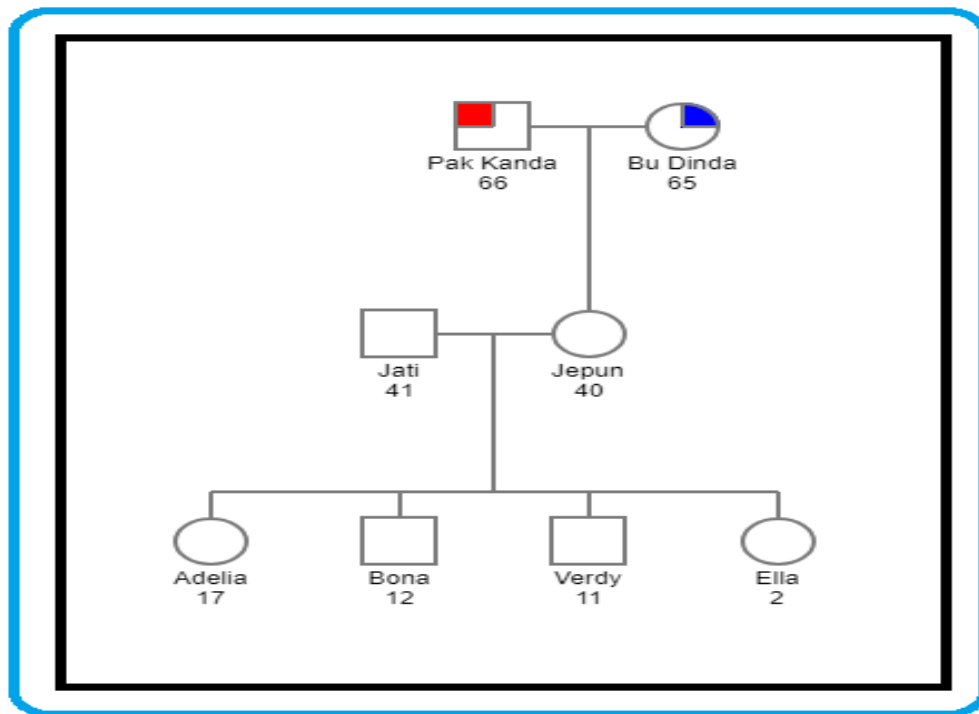 Pak Kanda
66
Bu Dinda
65
Jati
41
Jepun
40
Adelia
17
Bona
12
Verdy
11
Ella
2